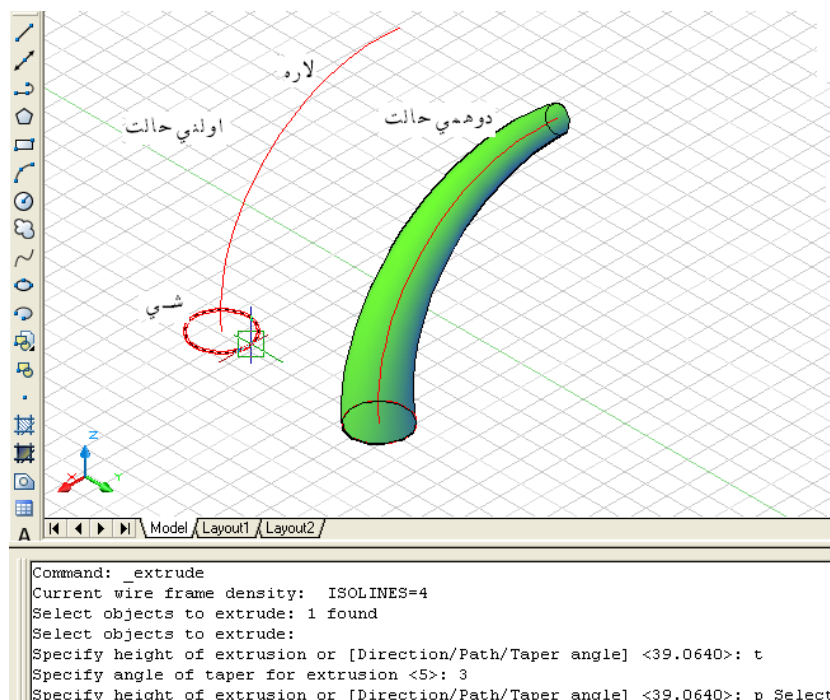 لاره
اولني حالت
دوهمي حالت
شــي
Z
X
Y
A
Model Layout1 Layout2
Command: _extrude
Current wire frame density:  ISOLINES=4
Select objects to extrude: 1 found
Select objects to extrude:
Specify height of extrusion or [Direction/Path/Taper angle] <39.0640>: t
Specify angle of taper for extrusion <5>: 3
Specify height of extrusion or [Direction/Path/Taper angle] <39.0640>: p Select